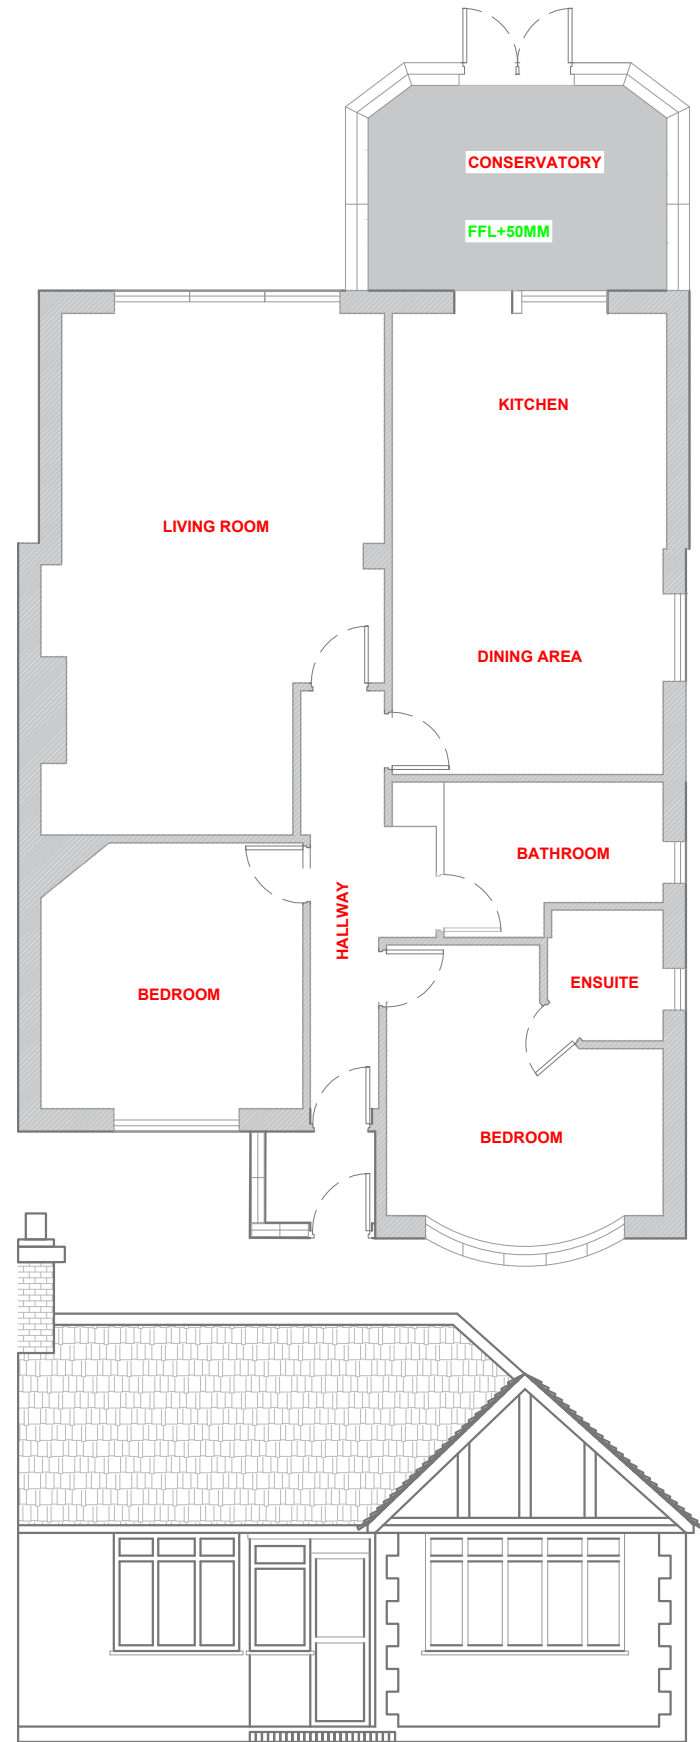 CONSERVATORY
FFL+50MM
KITCHEN
LIVING ROOM
DINING AREA
BATHROOM
HALLWAY
ENSUITE
BEDROOM
BEDROOM